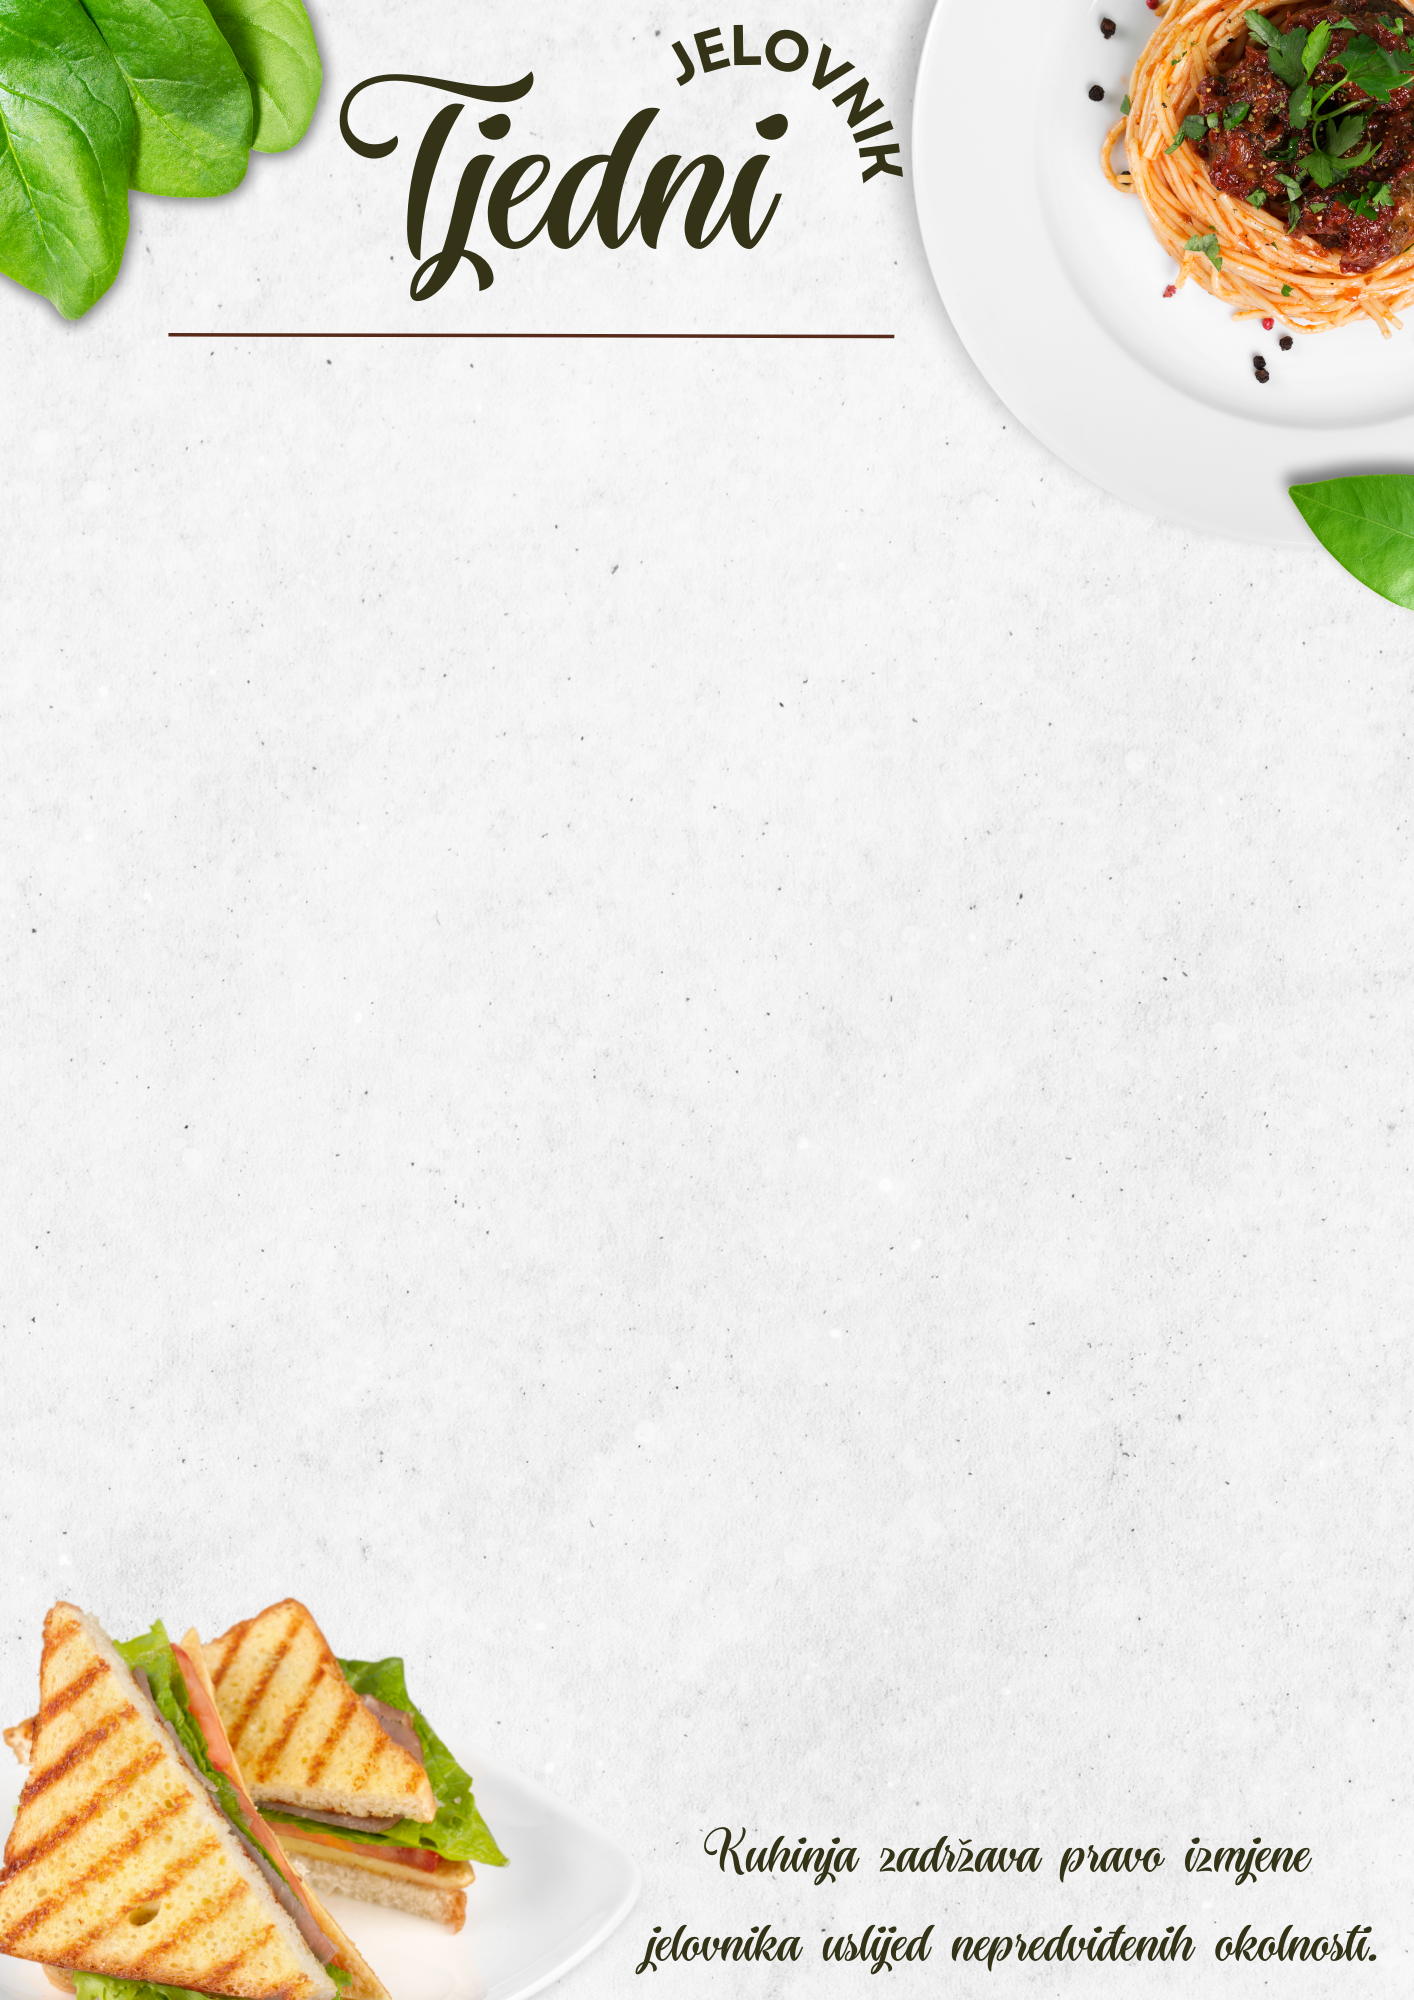 Tjedni
JELOVNIK
Kuhinja zadržava pravo izmjene
jelovnika uslijed nepredviđenih okolnosti.